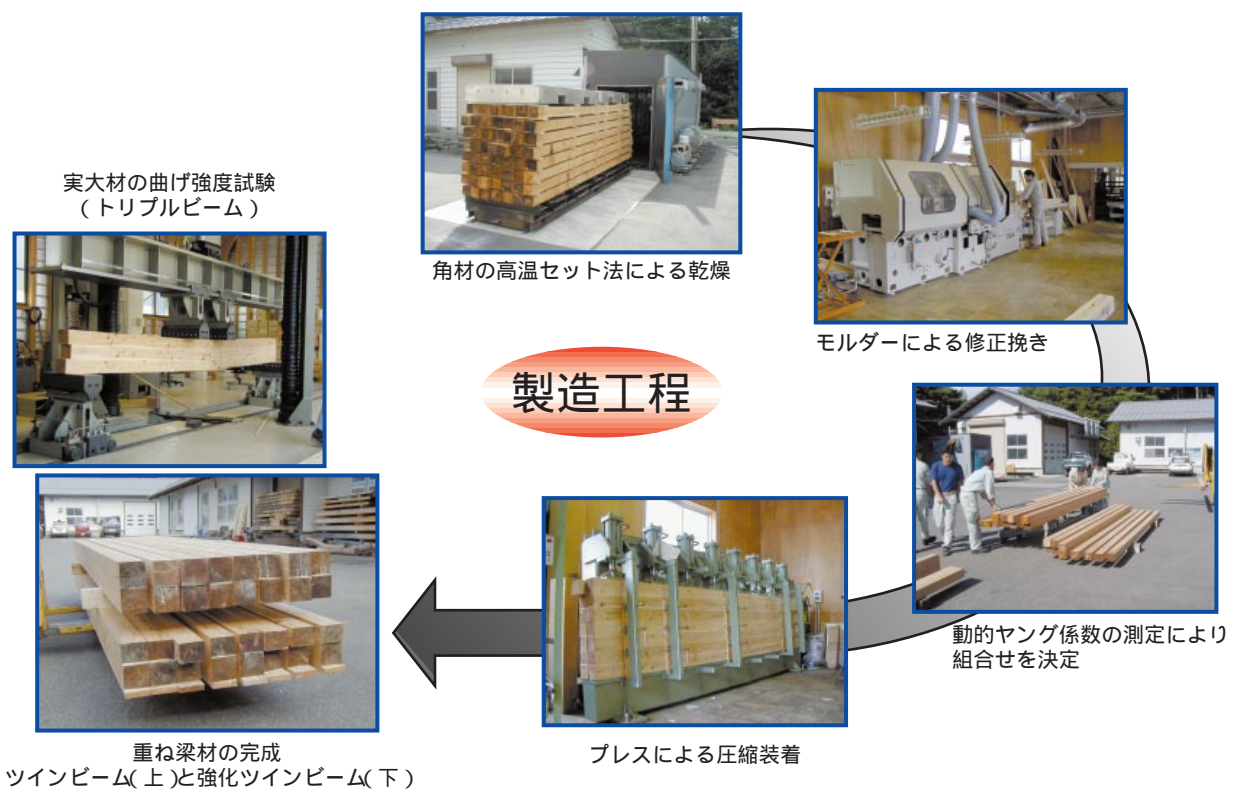 製造工程
角材の高温セット法による乾燥
モルダーによる修正挽き
動的ヤング係数の測定により
組合せを決定
プレスによる圧縮装着
重ね梁材の完成
ツインビーム(上)と強化ツインビーム(下)
実大材の曲げ強度試験
(トリプルビーム)